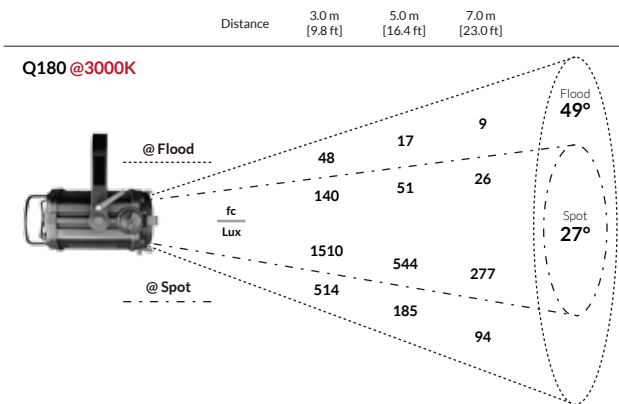 Distance 3.0 m 5.0 m 7.0 m
[9.8 ft] [16.4 ft] [23.0 ft]
Q180 @3000K
Flood
49°
@ Flood
48 17 9
140 51 26
fc
Lux
Spot
27°
1510 544 277
@ Spot
514 185 94